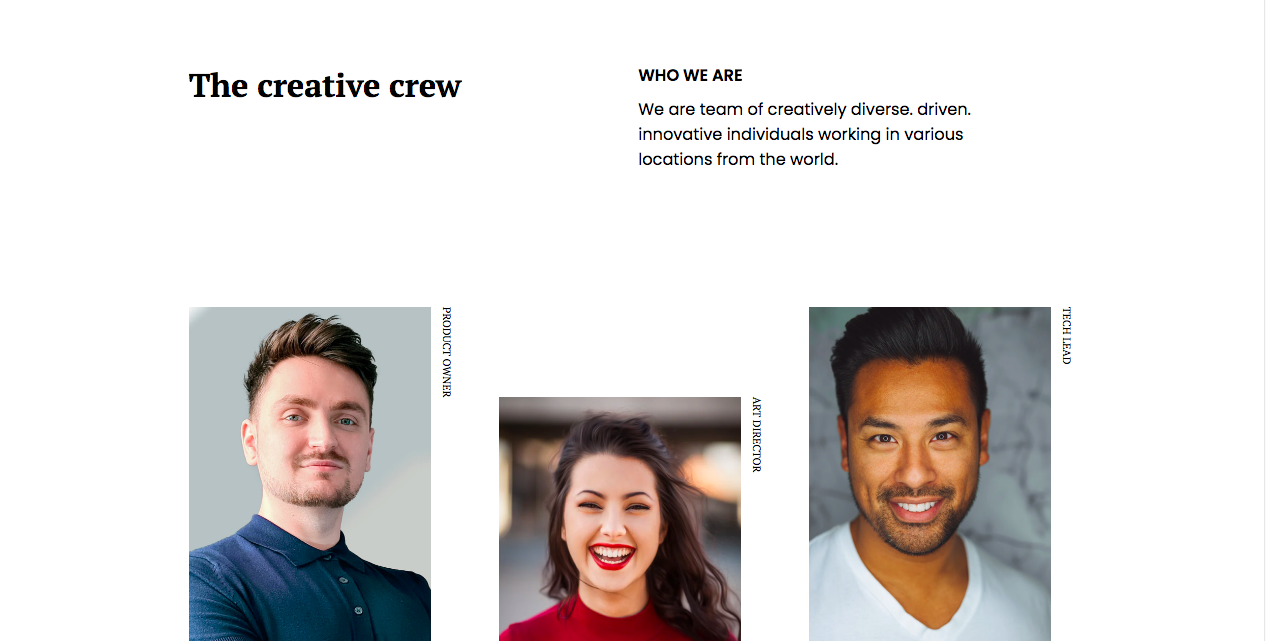 The creative crew
WHO WE ARE
We are team of creatively diverse. driven.
innovative individuals working in various
locations from the world.
PRODUCT OWNER
ART DIRECTOR
TECH LEAD